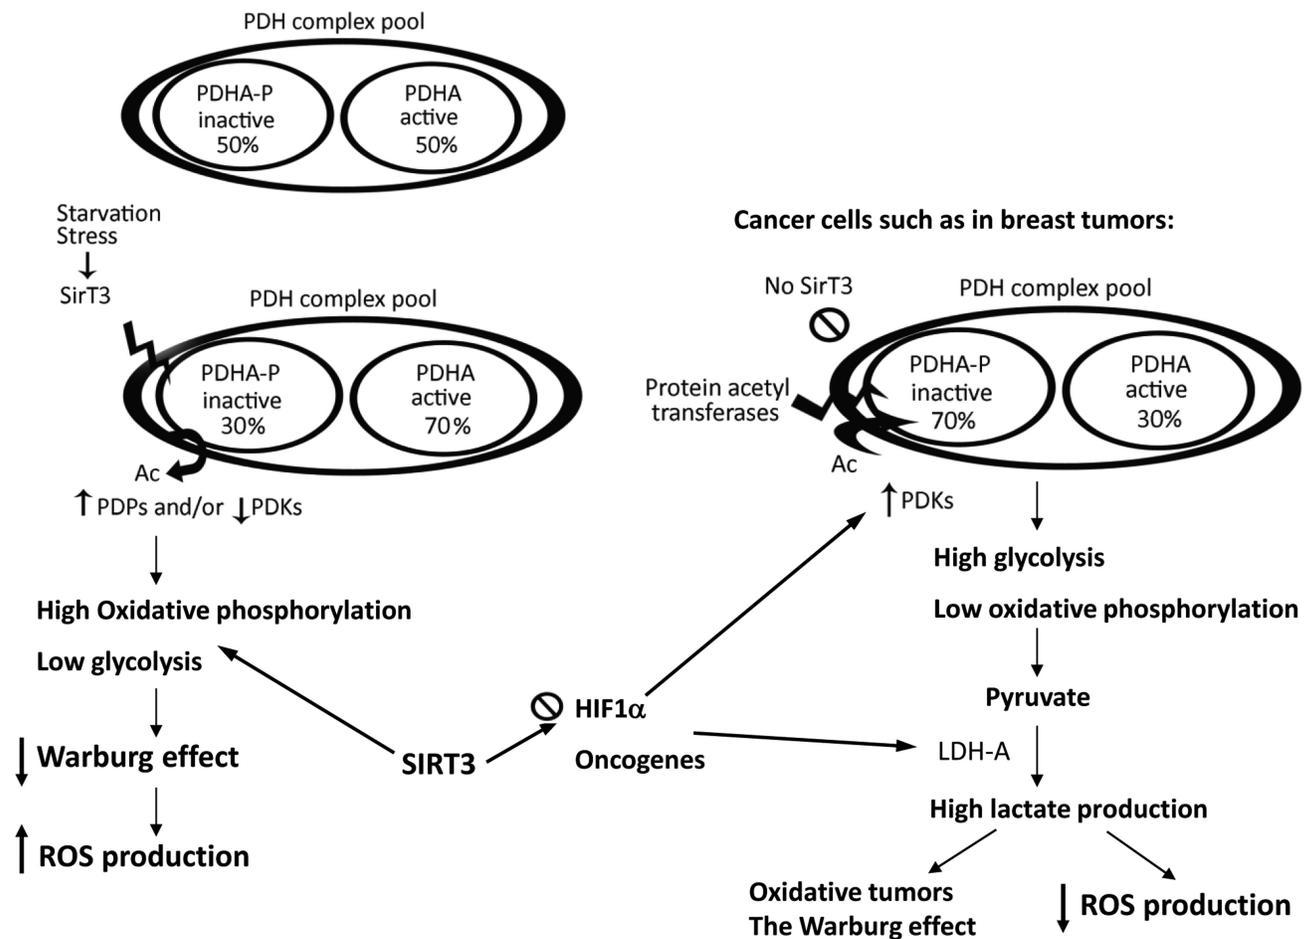 PDH complex pool
PDHA-P
inactive
50%
PDHA
active
50%
Starvation
Stress
SirT3
PDH complex pool
PDHA-P
inactive
30%
PDHA
active
70%
Ac
↑ PDPs and/or ↓ PDKs
High Oxidative phosphorylation
Low glycolysis
↓ Warburg effect
↑ ROS production
SIRT3
HIF1α
Oncogenes
Cancer cells such as in breast tumors:
No SirT3
PDH complex pool
Protein acetyl
transferases
PDHA-P
inactive
70%
PDHA
active
30%
Ac
↑ PDKs
High glycolysis
Low oxidative phosphorylation
Pyruvate
LDH-A
High lactate production
Oxidative tumors
The Warburg effect
↓ ROS production